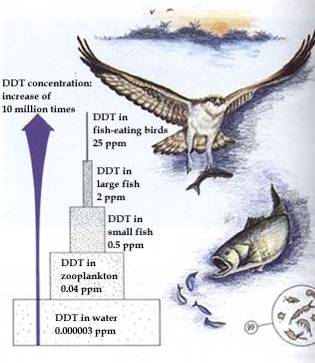 DDT concentration:
increase of
10 million times
DDT in
fish-eating birds
25 ppm
DDT in
large fish
2 ppm
DDT in
small fish
0.5 ppm
DDT in
zooplankton
0.04 ppm
DDT in water
0.000003 ppm